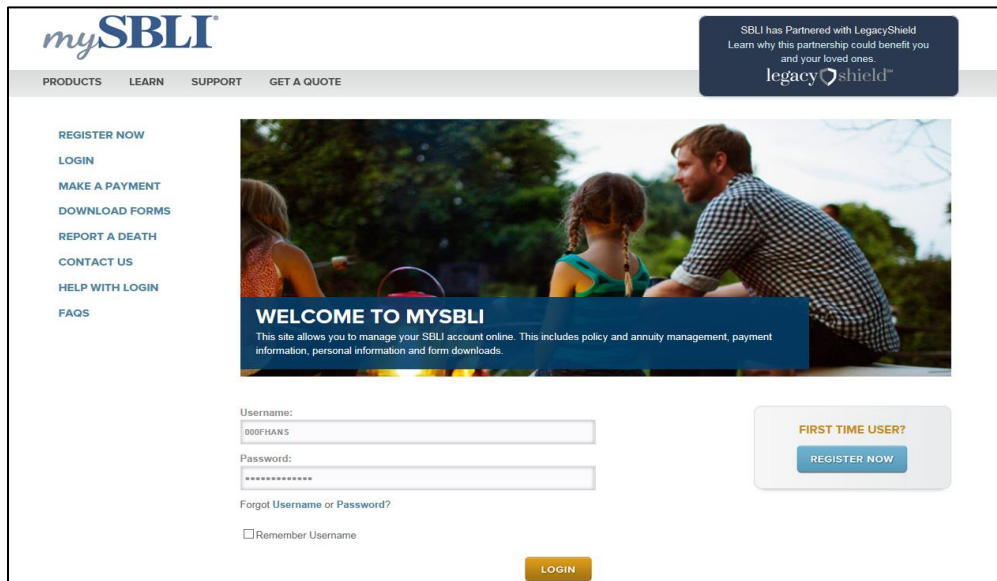 mySBLI®
SBLI has Partnered with LegacyShield
Learn why this partnership could benefit you
and your loved ones.
legacy shield℠
PRODUCTS LEARN SUPPORT GET A QUOTE
REGISTER NOW
LOGIN
MAKE A PAYMENT
DOWNLOAD FORMS
REPORT A DEATH
CONTACT US
HELP WITH LOGIN
FAQS
WELCOME TO MYSBLI
This site allows you to manage your SBLI account online. This includes policy and annuity management, payment
information, personal information and form downloads.
Username:
000FHANS
Password:
•••••••••••••
Forgot Username or Password?
Remember Username
LOGIN
FIRST TIME USER?
REGISTER NOW